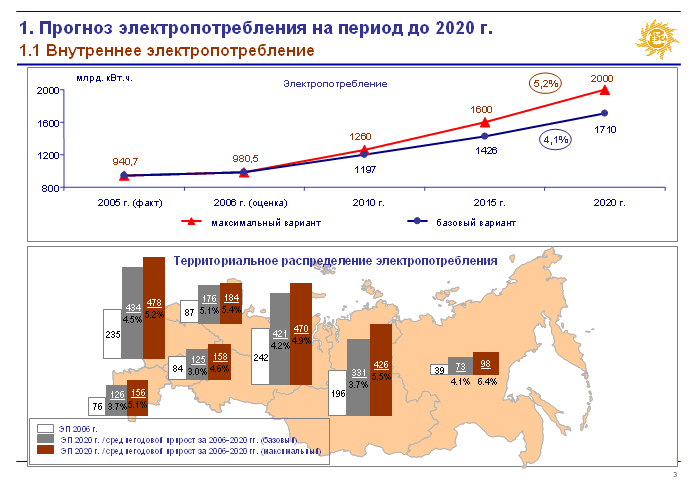 1. Прогноз электропотребления на период до 2020 г.
1.1 Внутреннее электропотребление
млрд. кВт.ч.
Электропотребление
5,2%
2000
2000
1600
1600
1260
1710
4,1%
1426
980,5
940,7
1200
1197
800
2005 г. (факт) 2006 г. (оценка) 2010 г. 2015 г. 2020 г.
максимальный вариант базовый вариант
Территориальное распределение электропотребления
235 434 4.5% 478 5.2%
87 176 5.1% 184 5.4%
242 421 4.2% 470 4.9%
84 125 3.0% 158 4.6%
196 331 3.7% 426 5.5%
39 73 4.1% 98 6.4%
76 126 3.7% 156 5.1%
ЭП 2006 г.
ЭП 2020 г. / среднегодовой прирост за 2006-2020 гг. (базовый)
ЭП 2020 г. / среднегодовой прирост за 2006-2020 гг. (максимальный)
3